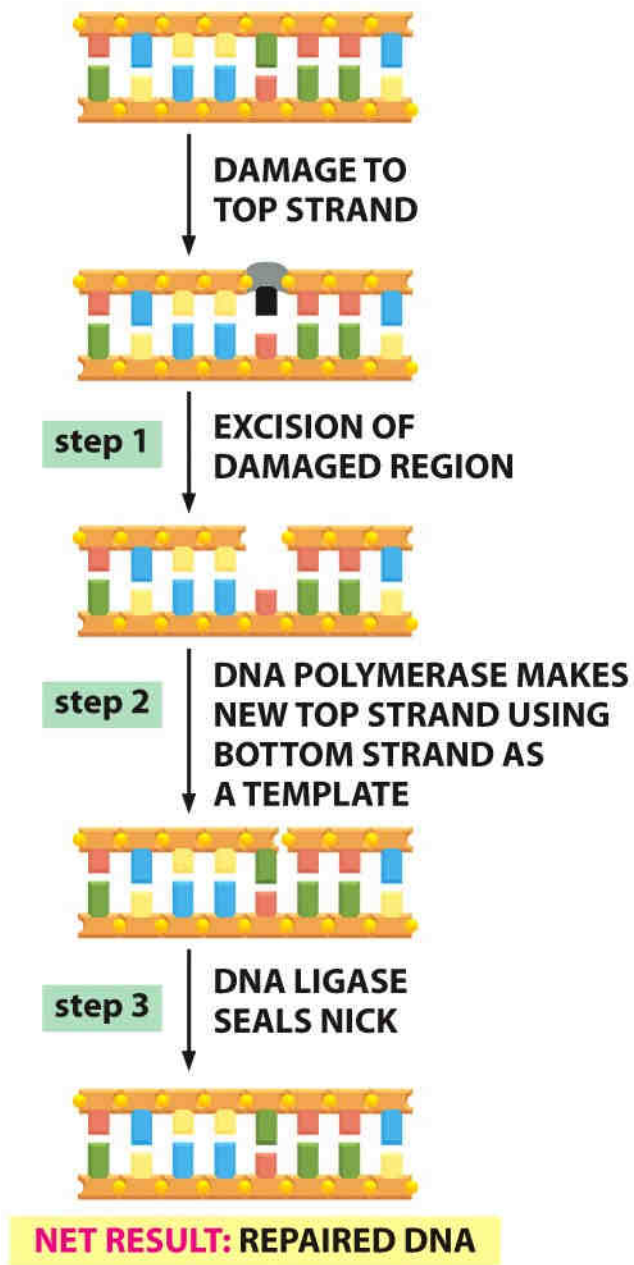 DAMAGE TO
TOP STRAND
step 1
EXCISION OF
DAMAGED REGION
step 2
DNA POLYMERASE MAKES
NEW TOP STRAND USING
BOTTOM STRAND AS
A TEMPLATE
step 3
DNA LIGASE
SEALS NICK
NET RESULT: REPAIRED DNA